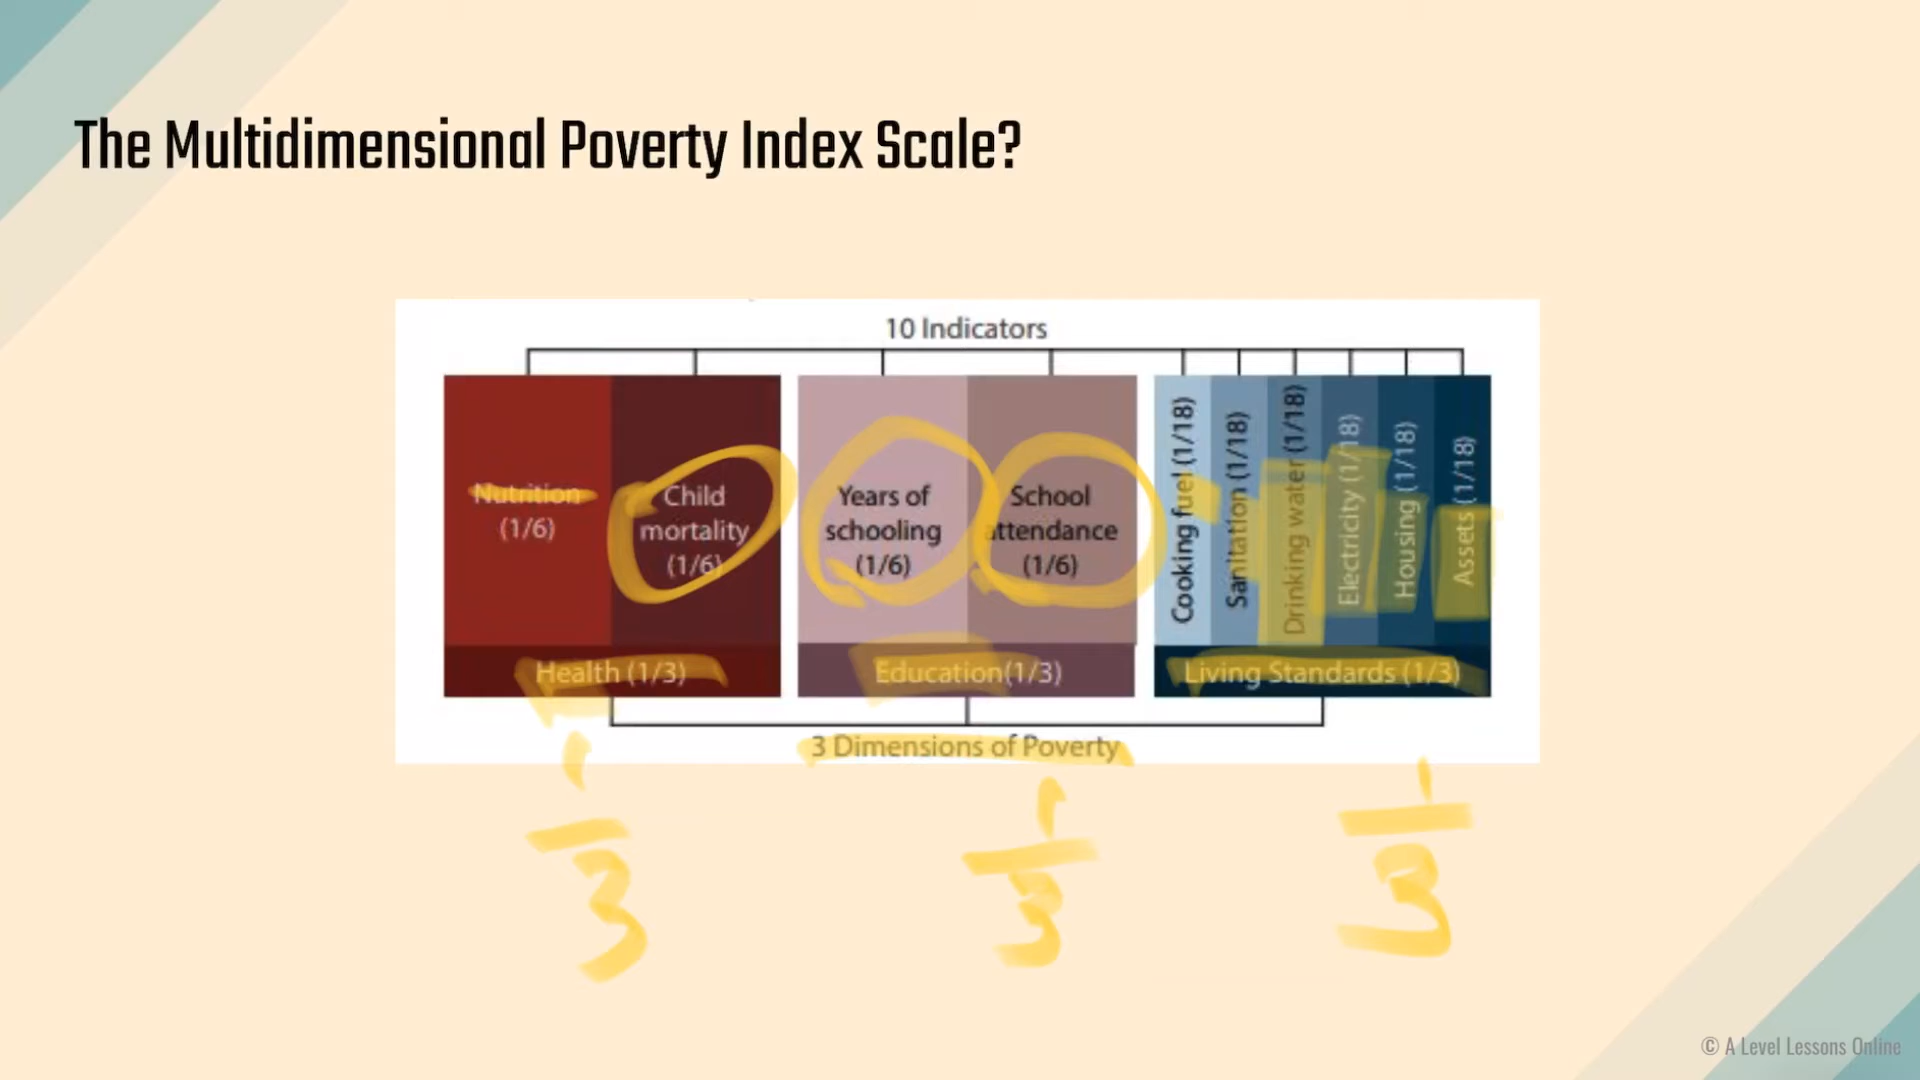 The Multidimensional Poverty Index Scale?
10 Indicators
Nutrition
(1/6)
Child
mortality
(1/6)
Years of
schooling
(1/6)
School
attendance
(1/6)
Cooking fuel (1/18)
Sanitation (1/18)
Drinking water (1/18)
Electricity (1/18)
Housing (1/18)
Assets (1/18)
Health (1/3)
Education(1/3)
Living Standards (1/3)
3 Dimensions of Poverty
1/3
1/3
1/3
© A Level Lessons Online